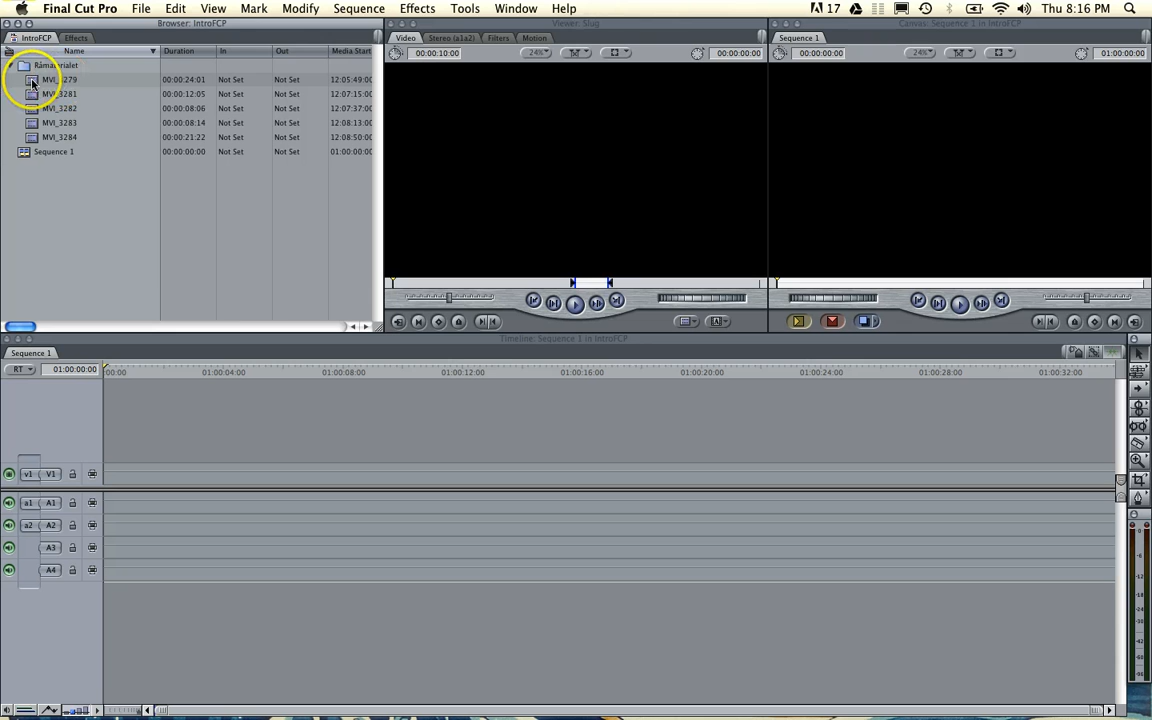 Final Cut Pro File Edit View Mark Modify Sequence Effects Tools Window Help 17 Thu 8:16 PM
Browser: IntroFCP
IntroFCP Effects
Name Duration In Out Media Start
Råmaterialet
MVI_3279 00:00:24:01 Not Set Not Set 12:05:49:00
MVI_3281 00:00:12:05 Not Set Not Set 12:07:15:00
MVI_3282 00:00:08:06 Not Set Not Set 12:07:37:00
MVI_3283 00:00:08:14 Not Set Not Set 12:08:13:00
MVI_3284 00:00:21:22 Not Set Not Set 12:08:50:00
Sequence 1 00:00:00:00 Not Set Not Set 01:00:00:00
Viewer: Slug
Video Stereo (a1a2) Filters Motion
00:00:10:00 24% 00:00:00:00
Canvas: Sequence 1 in IntroFCP
Sequence 1
00:00:00:00 24% 01:00:00:00
Timeline: Sequence 1 in IntroFCP
Sequence 1
RT 01:00:00:00 00:00 01:00:04:00 01:00:08:00 01:00:12:00 01:00:16:00 01:00:20:00 01:00:24:00 01:00:28:00 01:00:32:00
v1 V1
a1 A1
a2 A2
A3
A4